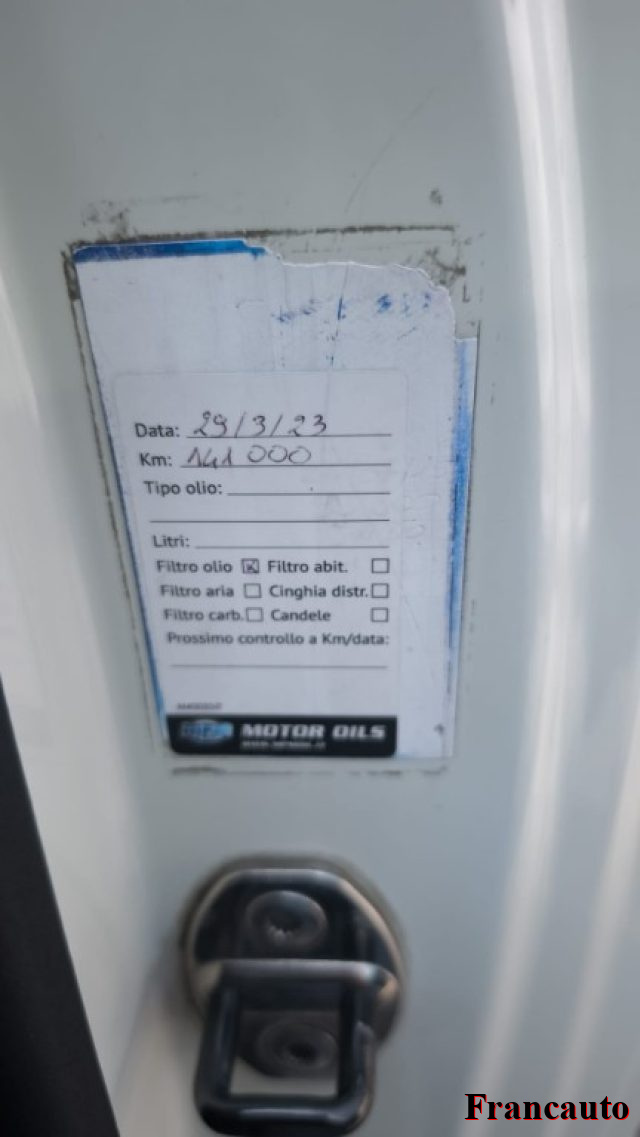 Data: 29/3/23
Km: 141 000
Tipo olio:
Litri:
Filtro olio Filtro abit.
Filtro aria Cinghia distr.
Filtro carb. Candele
Prossimo controllo a Km/data:
MOTOR OILS
Francauto